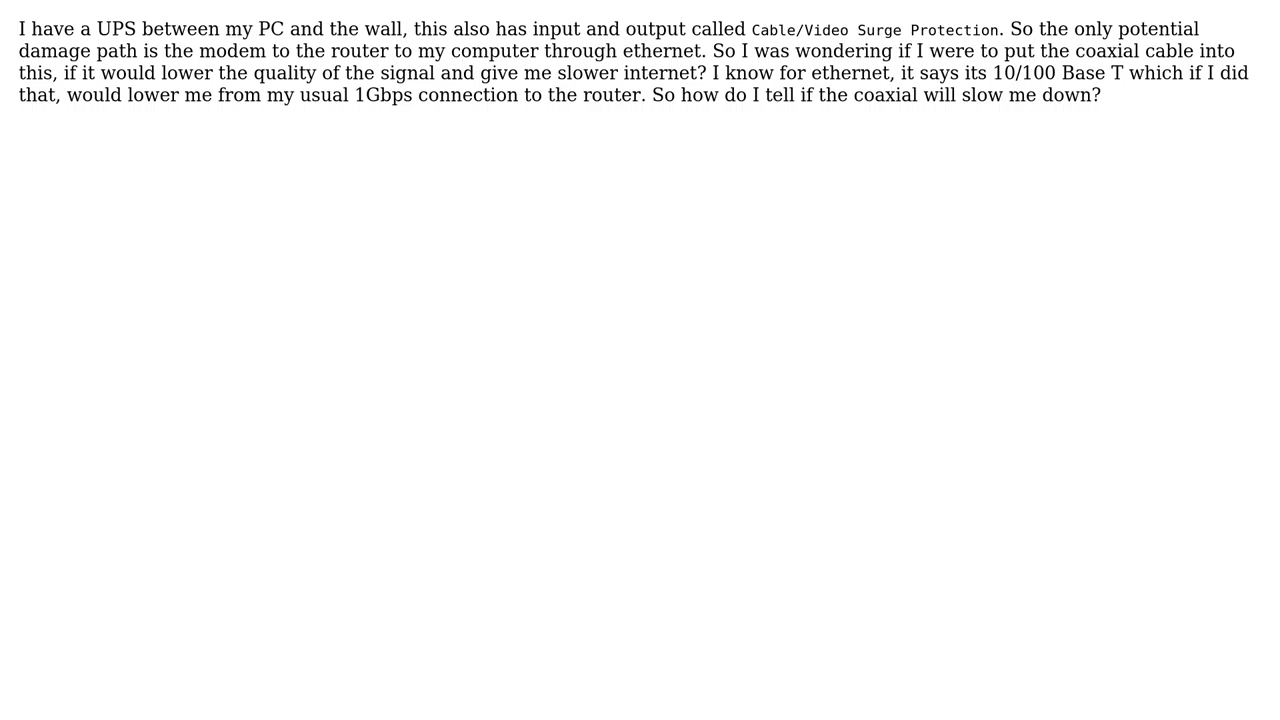 I have a UPS between my PC and the wall, this also has input and output called Cable/Video Surge Protection. So the only potential
damage path is the modem to the router to my computer through ethernet. So I was wondering if I were to put the coaxial cable into
this, if it would lower the quality of the signal and give me slower internet? I know for ethernet, it says its 10/100 Base T which if I did
that, would lower me from my usual 1Gbps connection to the router. So how do I tell if the coaxial will slow me down?